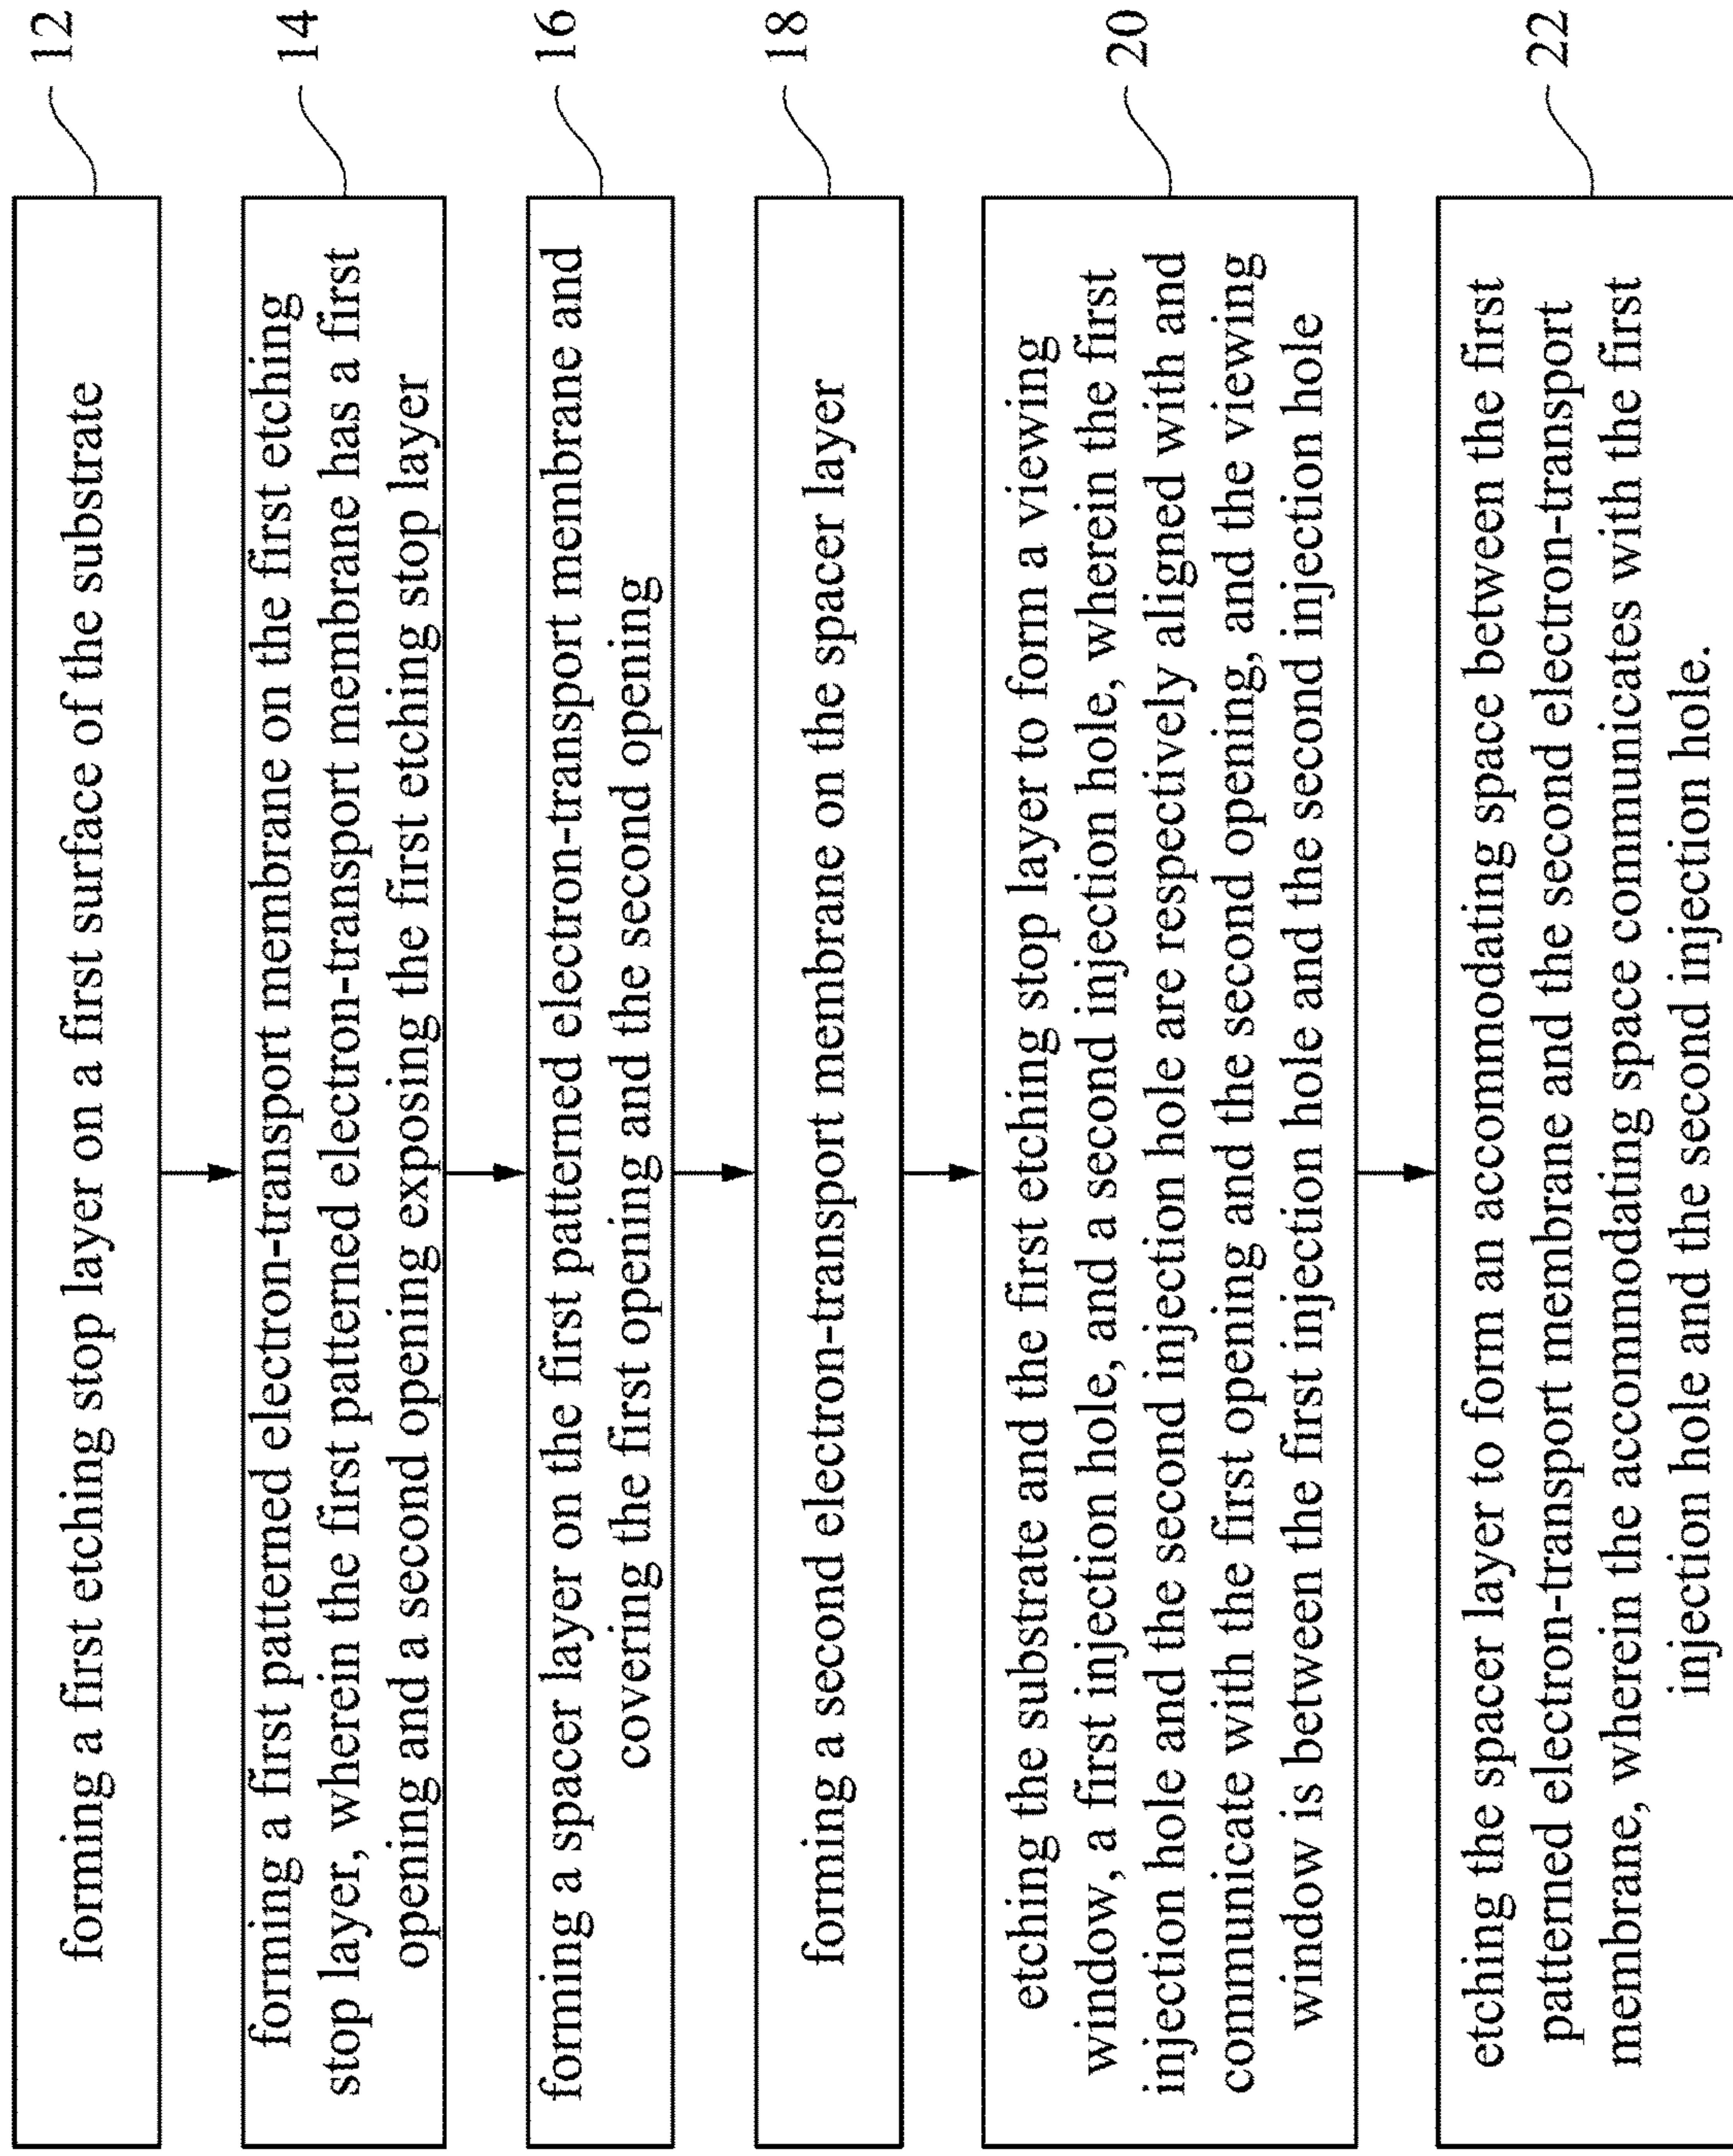 forming a first etching stop layer on a first surface of the substrate
12
forming a first patterned electron-transport membrane on the first etching
stop layer, wherein the first patterned electron-transport membrane has a first
opening and a second opening exposing the first etching stop layer
14
forming a spacer layer on the first patterned electron-transport membrane and
covering the first opening and the second opening
16
forming a second electron-transport membrane on the spacer layer
18
etching the substrate and the first etching stop layer to form a viewing
window, a first injection hole, and a second injection hole, wherein the first
injection hole and the second injection hole are respectively aligned with and
communicate with the first opening and the second opening, and the viewing
window is between the first injection hole and the second injection hole
20
etching the spacer layer to form an accommodating space between the first
patterned electron-transport membrane and the second electron-transport
membrane, wherein the accommodating space communicates with the first
injection hole and the second injection hole.
22